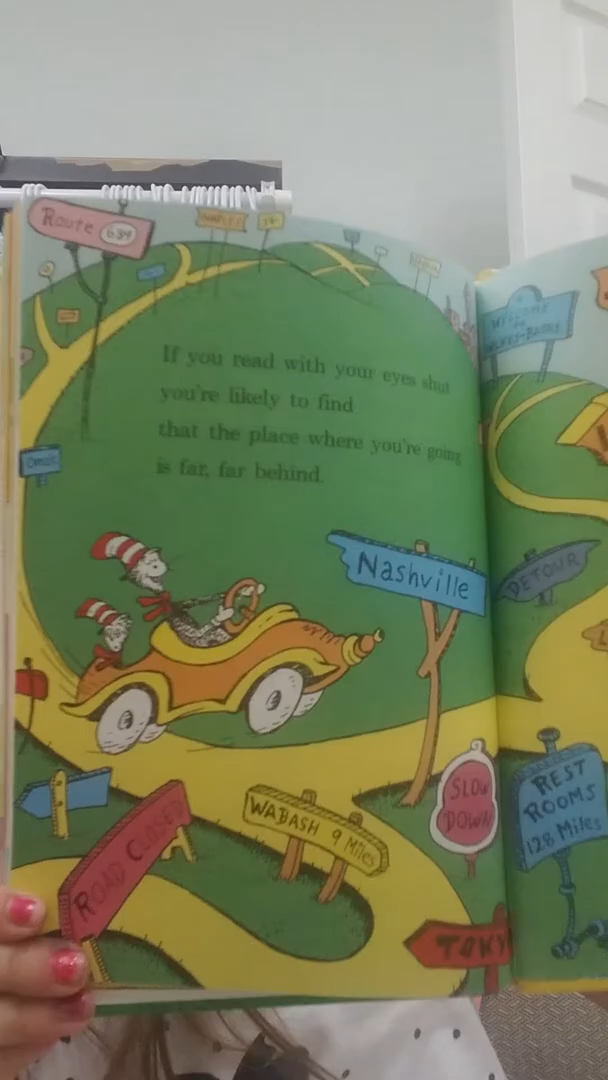 Route 639
If you read with your eyes shut
you're likely to find
that the place where you're going
is far, far behind.
Nashville
DETOUR
SLOW
DOWN
REST
ROOMS
128 Miles
WABASH 9 Miles
ROAD CLOSED